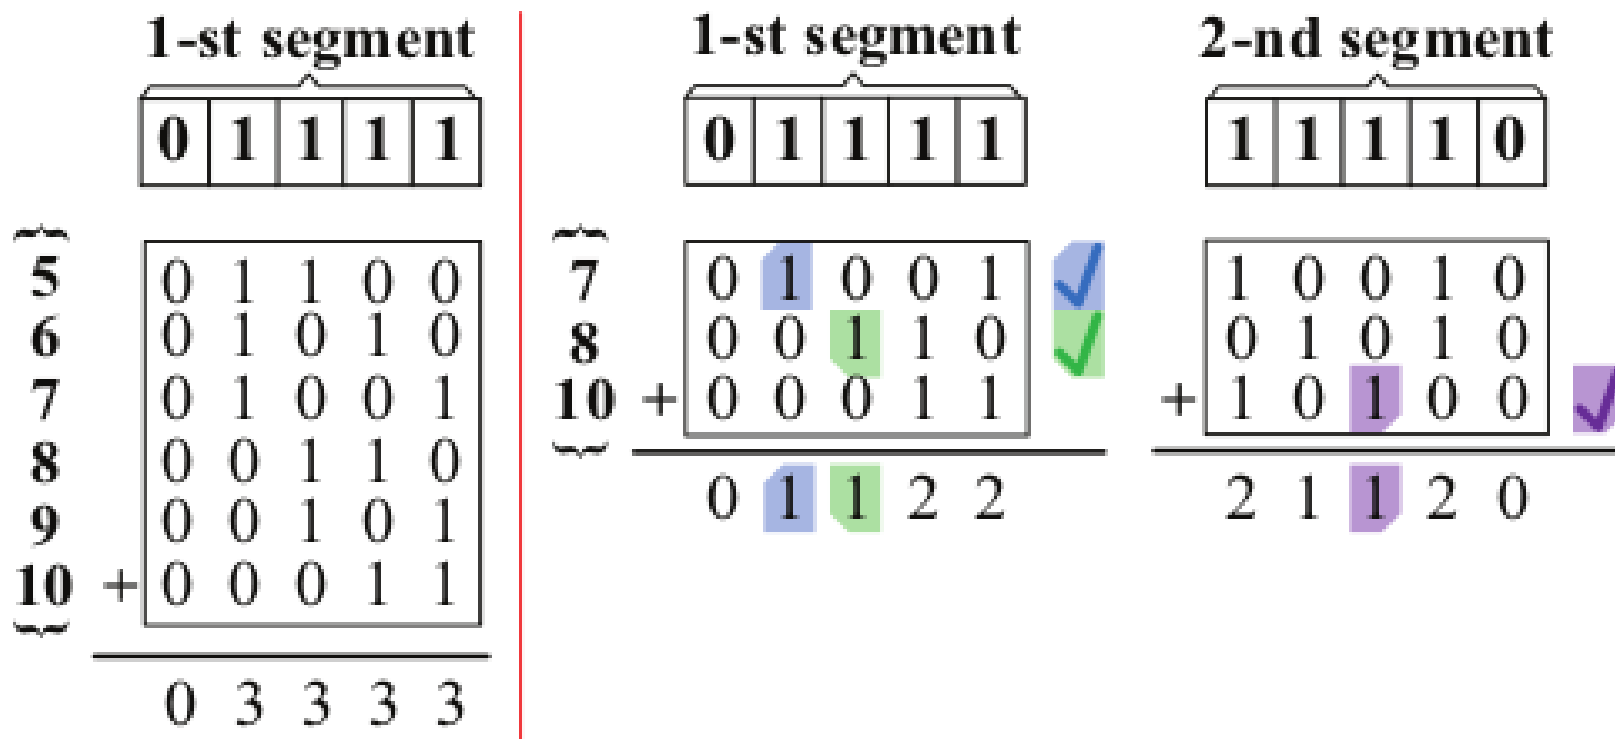 1-st segment
0 1 1 1 1
5 0 1 1 0 0
6 0 1 0 1 0
7 0 1 0 0 1
8 0 0 1 1 0
9 0 0 1 0 1
10 + 0 0 0 1 1
0 3 3 3 3
1-st segment
0 1 1 1 1
7 0 1 0 0 1
8 0 0 1 1 0
10 + 0 0 0 1 1
0 1 1 2 2
2-nd segment
1 1 1 1 0
1 0 0 1 0
0 1 0 1 0
+ 1 0 1 0 0
2 1 1 2 0